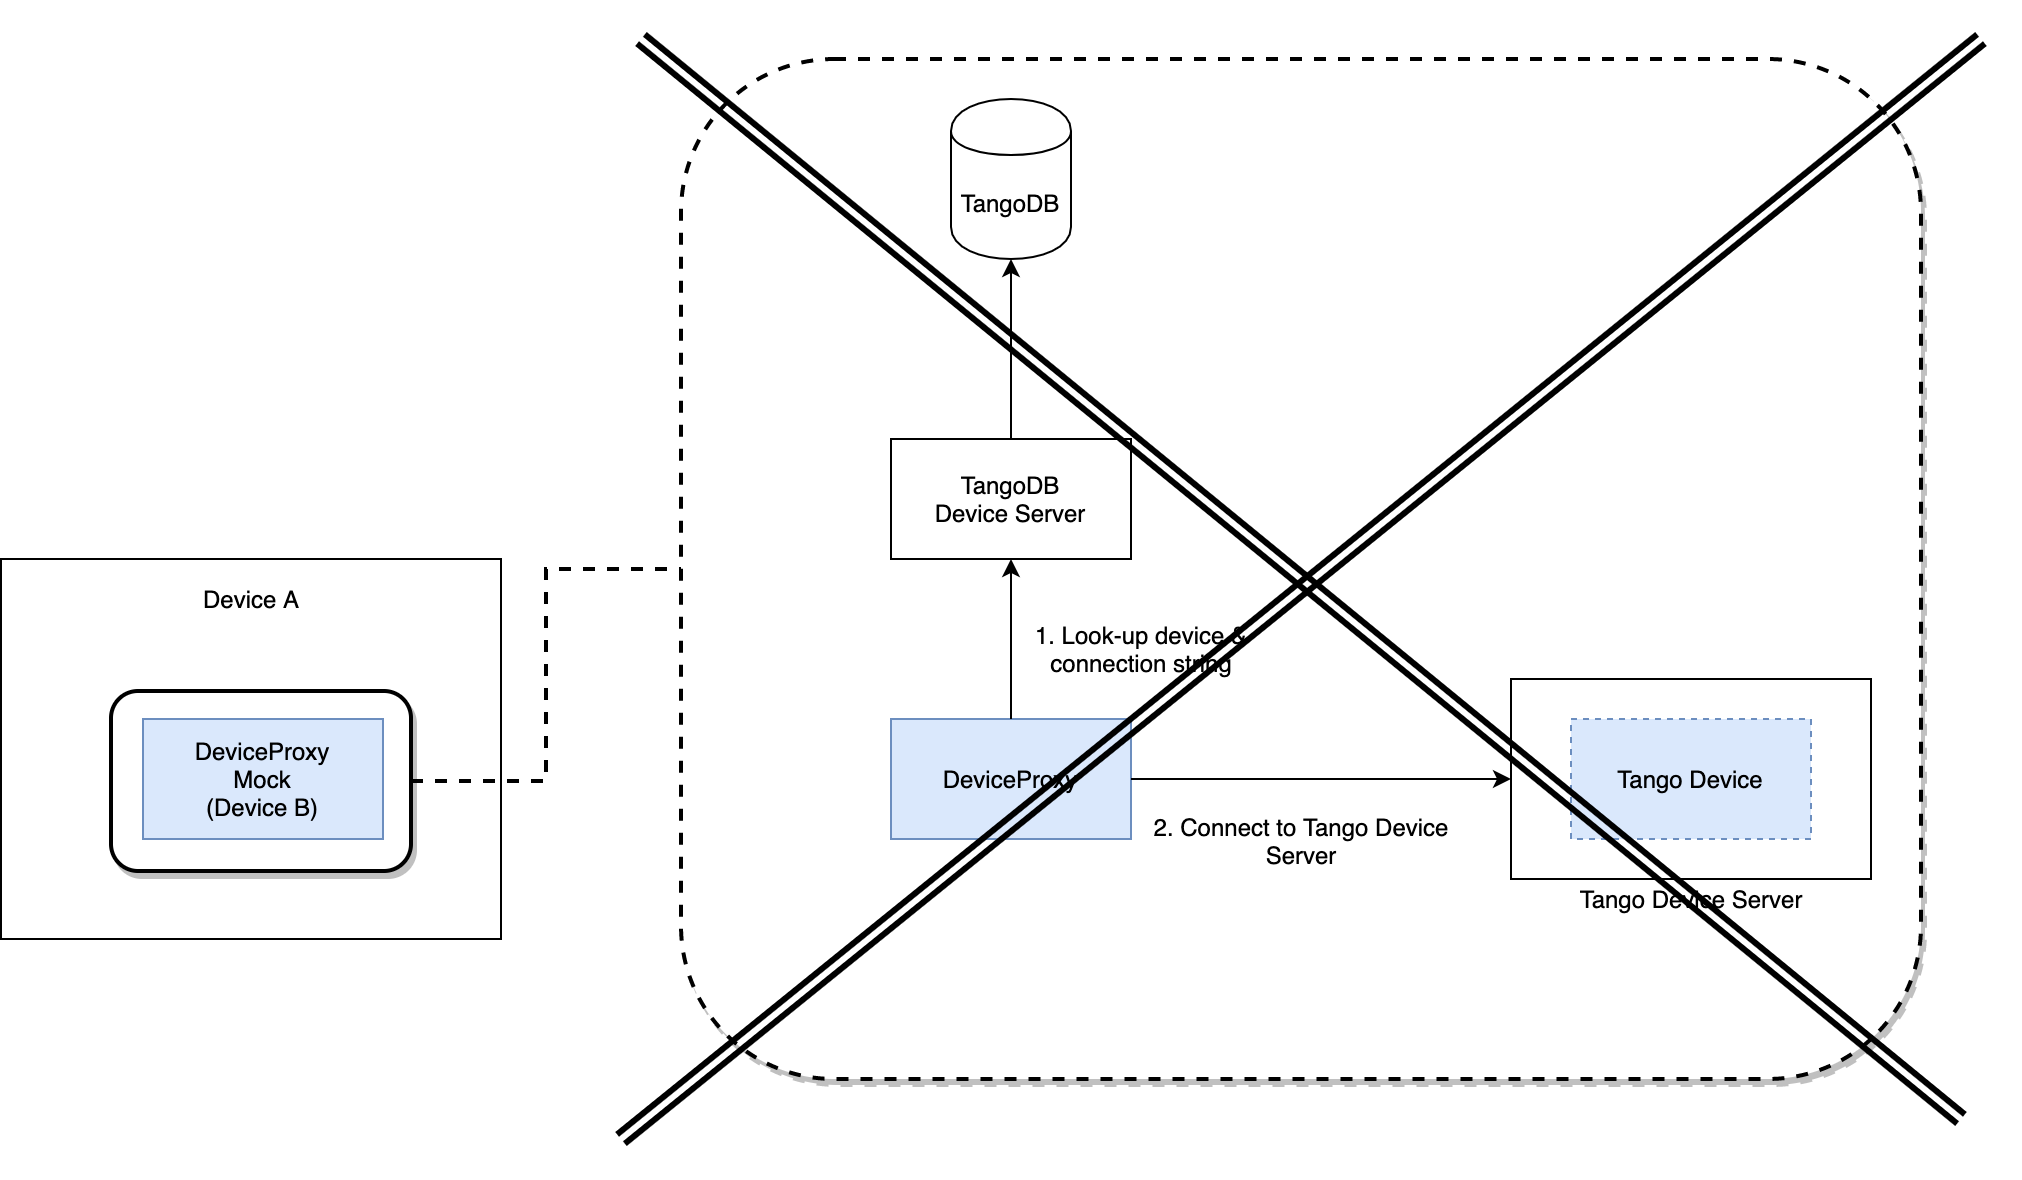 TangoDB
TangoDB
Device Server
Device A
1. Look-up device &
connection string
DeviceProxy
Mock
(Device B)
DeviceProxy
Tango Device
2. Connect to Tango Device
Server
Tango Device Server